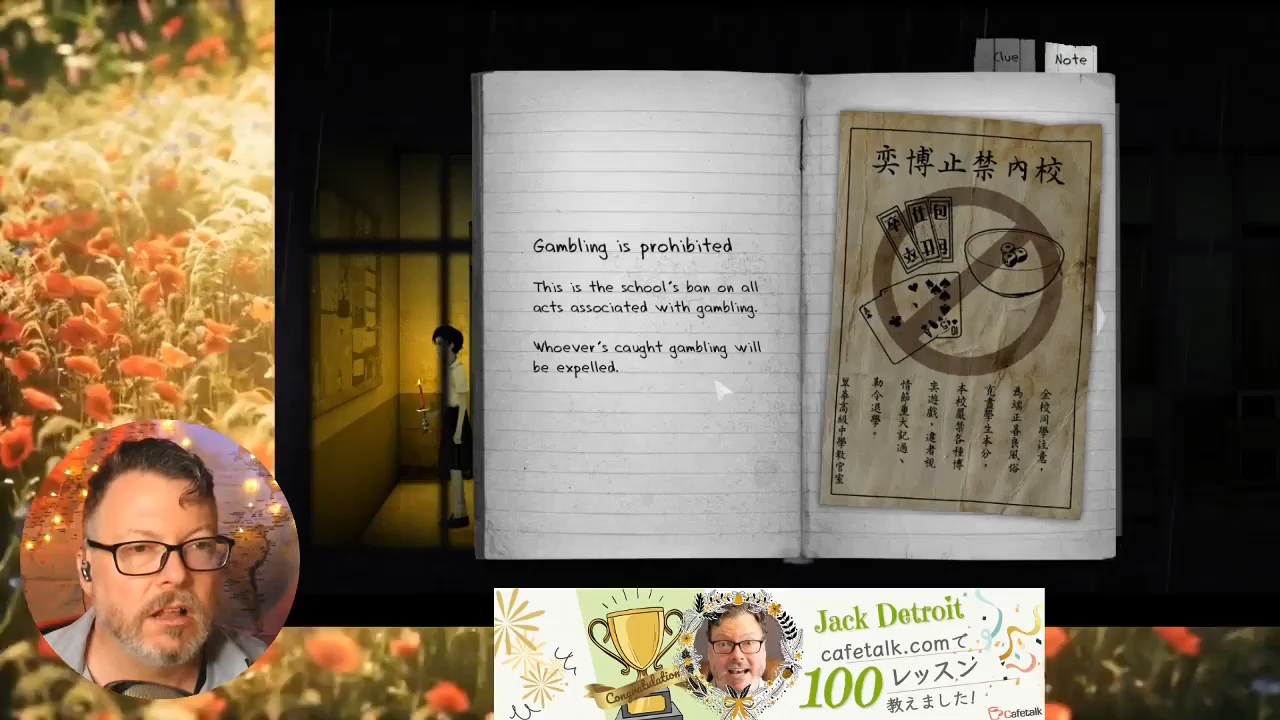 Clue
Note
Gambling is prohibited
This is the school's ban on all
acts associated with gambling.
Whoever's caught gambling will
be expelled.
校內禁止博奕
全校同學注意，
為端正善良風俗
克盡學生本分，
本校嚴禁各種博
奕遊戲，違者視
情節重大記過、
勒令退學。
翠華高級中學教官室
Congratulation
Jack Detroit
cafetalk.comで
100レッスン
教えました!
Cafetalk